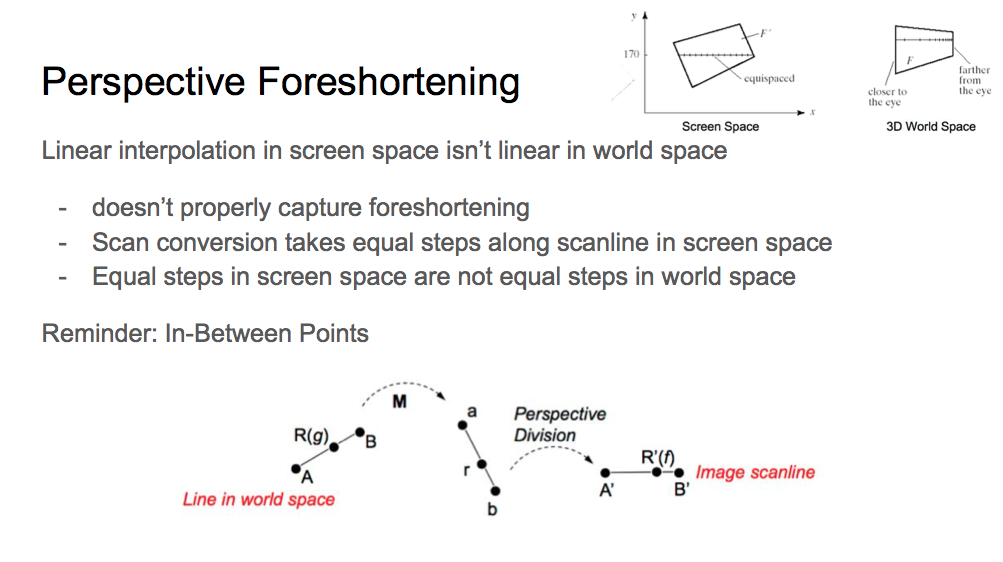 Perspective Foreshortening
y
170
F'
equispaced
x
Screen Space
F
closer to
the eye
farther
from
the eye
3D World Space
Linear interpolation in screen space isn’t linear in world space
- doesn’t properly capture foreshortening
- Scan conversion takes equal steps along scanline in screen space
- Equal steps in screen space are not equal steps in world space
Reminder: In-Between Points
M
R(g)
B
A
Line in world space
a
r
b
Perspective
Division
R'(f)
A'
B'
Image scanline